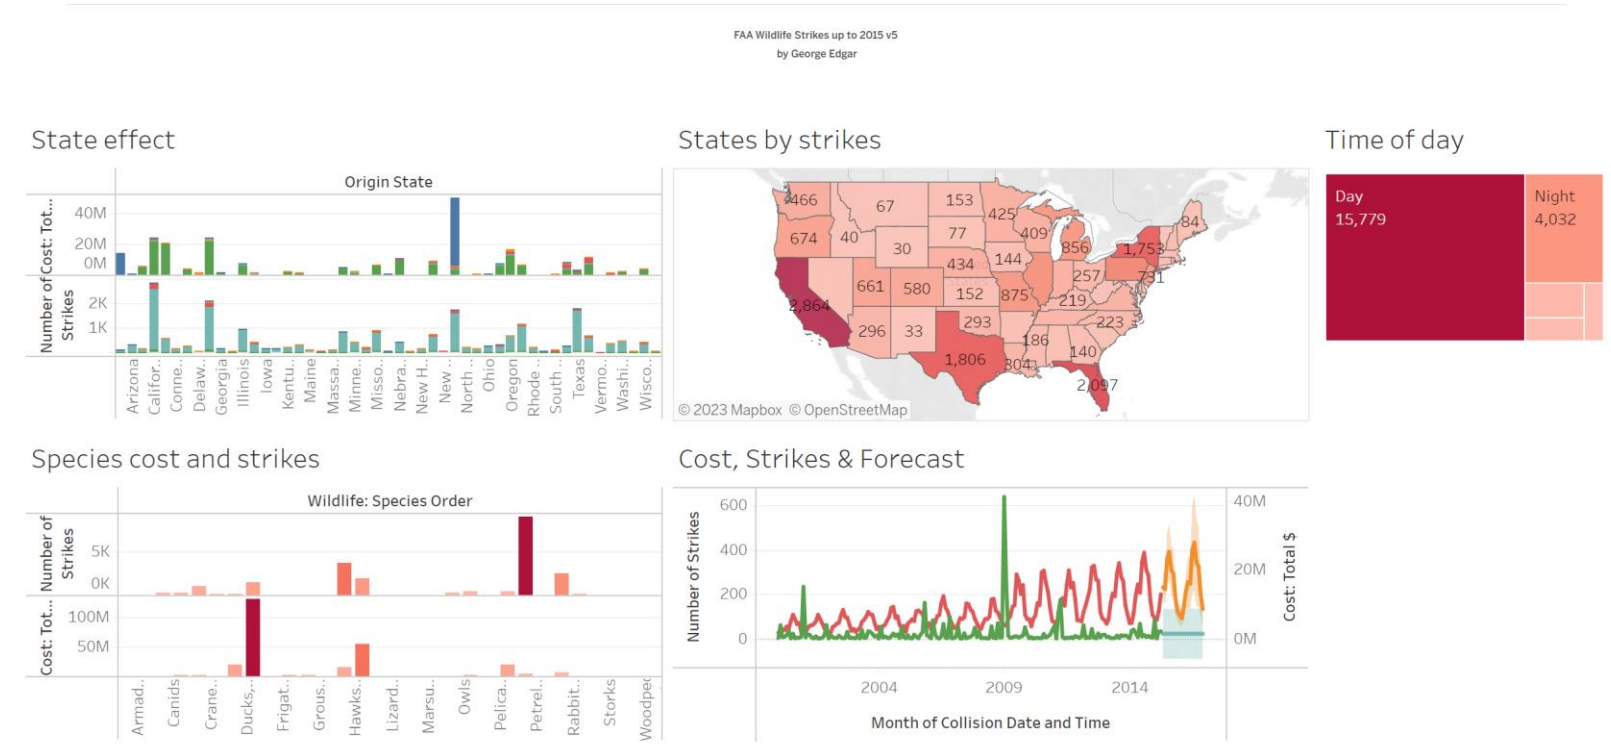 FAA Wildlife Strikes up to 2015 v5
by George Edgar
State effect
Origin State
Cost: Tot...
40M
20M
0M
Number of
Strikes
2K
1K
Arizona
Califor..
Conne..
Delaw..
Georgia
Illinois
Iowa
Kentu..
Maine
Massa..
Minne..
Misso..
Nebra..
New H..
New ..
North ..
Ohio
Oregon
Rhode ..
South ..
Texas
Vermo..
Washi..
Wisco..
States by strikes
466
67
153
425
84
674
40
30
77
409
856
1,753
434
144
257
731
2,864
661
580
152
875
219
296
33
293
186
223
1,806
304
140
2,097
© 2023 Mapbox © OpenStreetMap
Time of day
Day
15,779
Night
4,032
Species cost and strikes
Wildlife: Species Order
Number of
Strikes
5K
0K
Cost: Tot...
100M
50M
Armad..
Canids
Crane..
Ducks,..
Frigat..
Grous..
Hawks..
Lizard..
Marsu..
Owls
Pelica..
Petrel..
Rabbit..
Storks
Woodpec
Cost, Strikes & Forecast
Number of Strikes
600
400
200
0
40M
20M
0M
Cost: Total $
2004
2009
2014
Month of Collision Date and Time